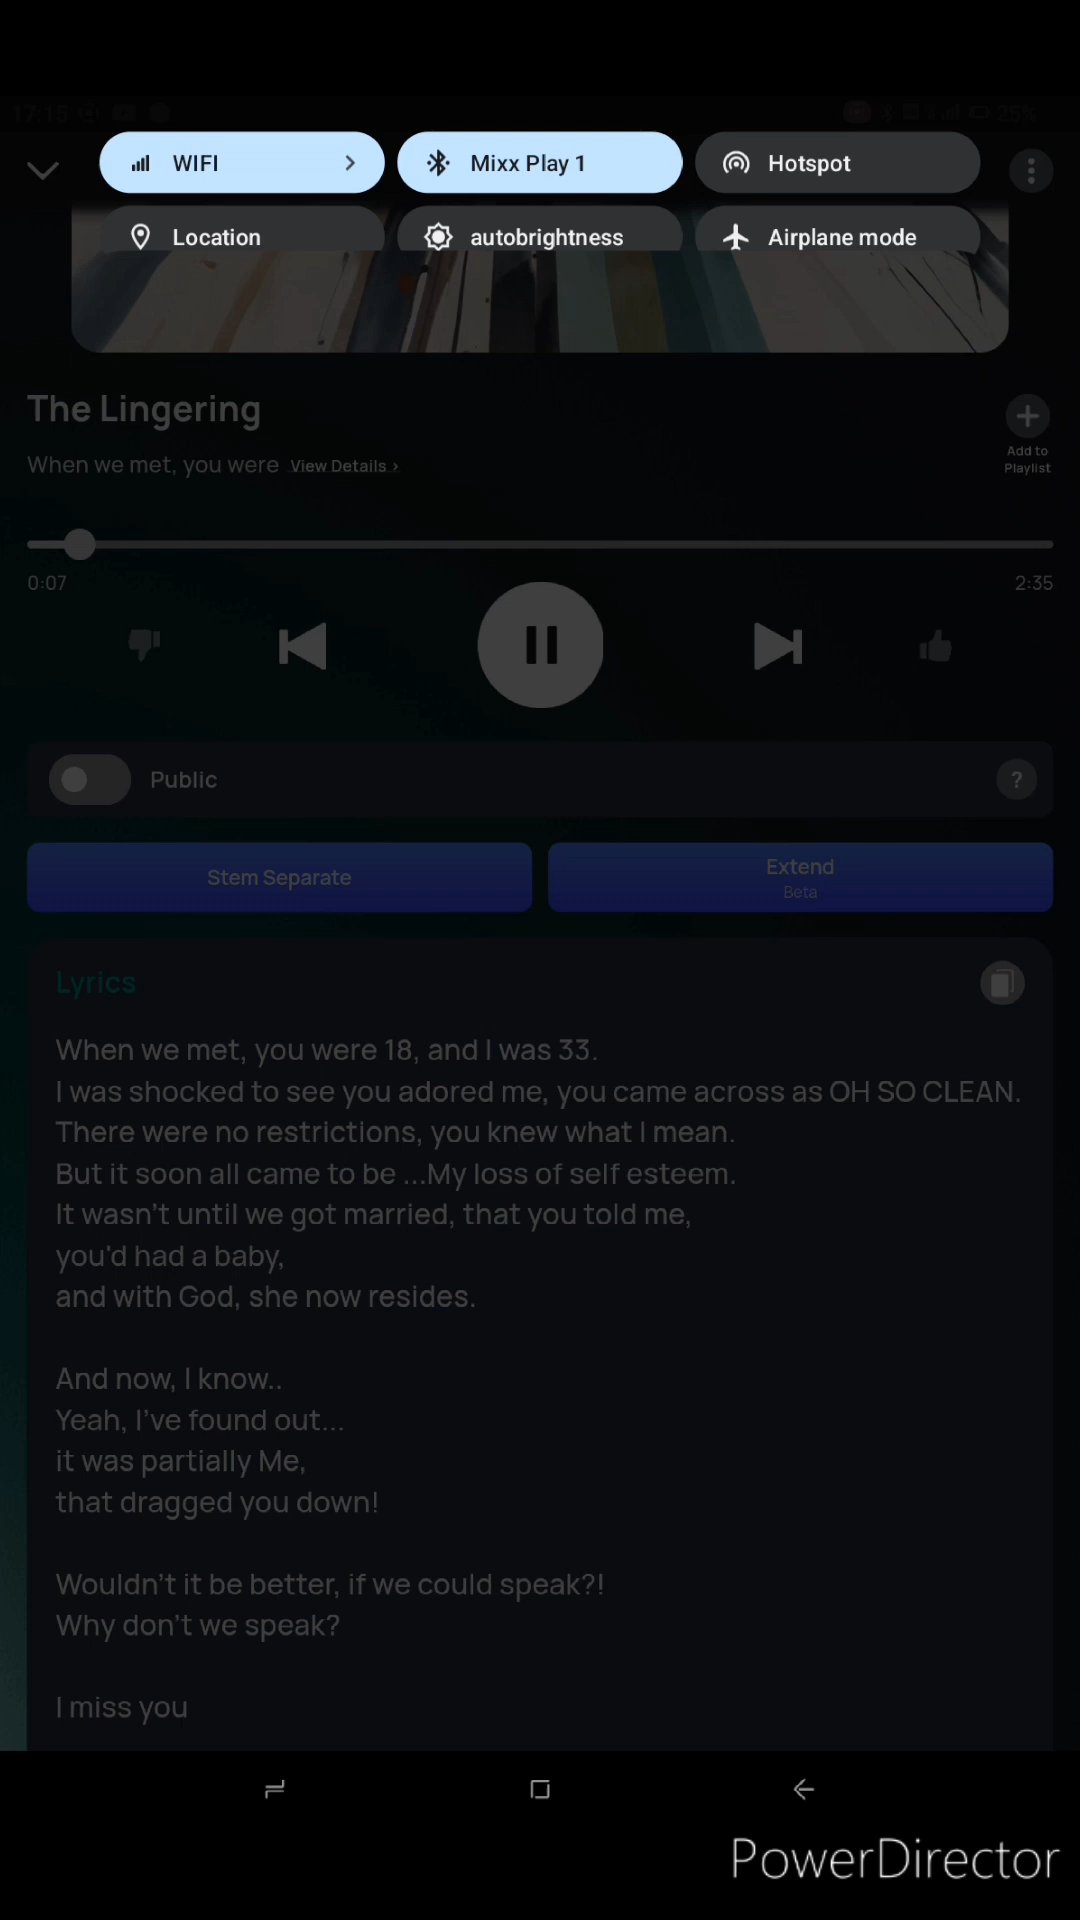 17:15
25%
WIFI
Mixx Play 1
Hotspot
Location
autobrightness
Airplane mode
The Lingering
When we met, you were View Details ›
Add to
Playlist
0:07
2:35
Public
?
Stem Separate
Extend
Beta
Lyrics
When we met, you were 18, and I was 33.
I was shocked to see you adored me, you came across as OH SO CLEAN.
There were no restrictions, you knew what I mean.
But it soon all came to be ...My loss of self esteem.
It wasn't until we got married, that you told me,
you'd had a baby,
and with God, she now resides.
And now, I know..
Yeah, I've found out...
it was partially Me,
that dragged you down!
Wouldn't it be better, if we could speak?!
Why don't we speak?
I miss you
PowerDirector